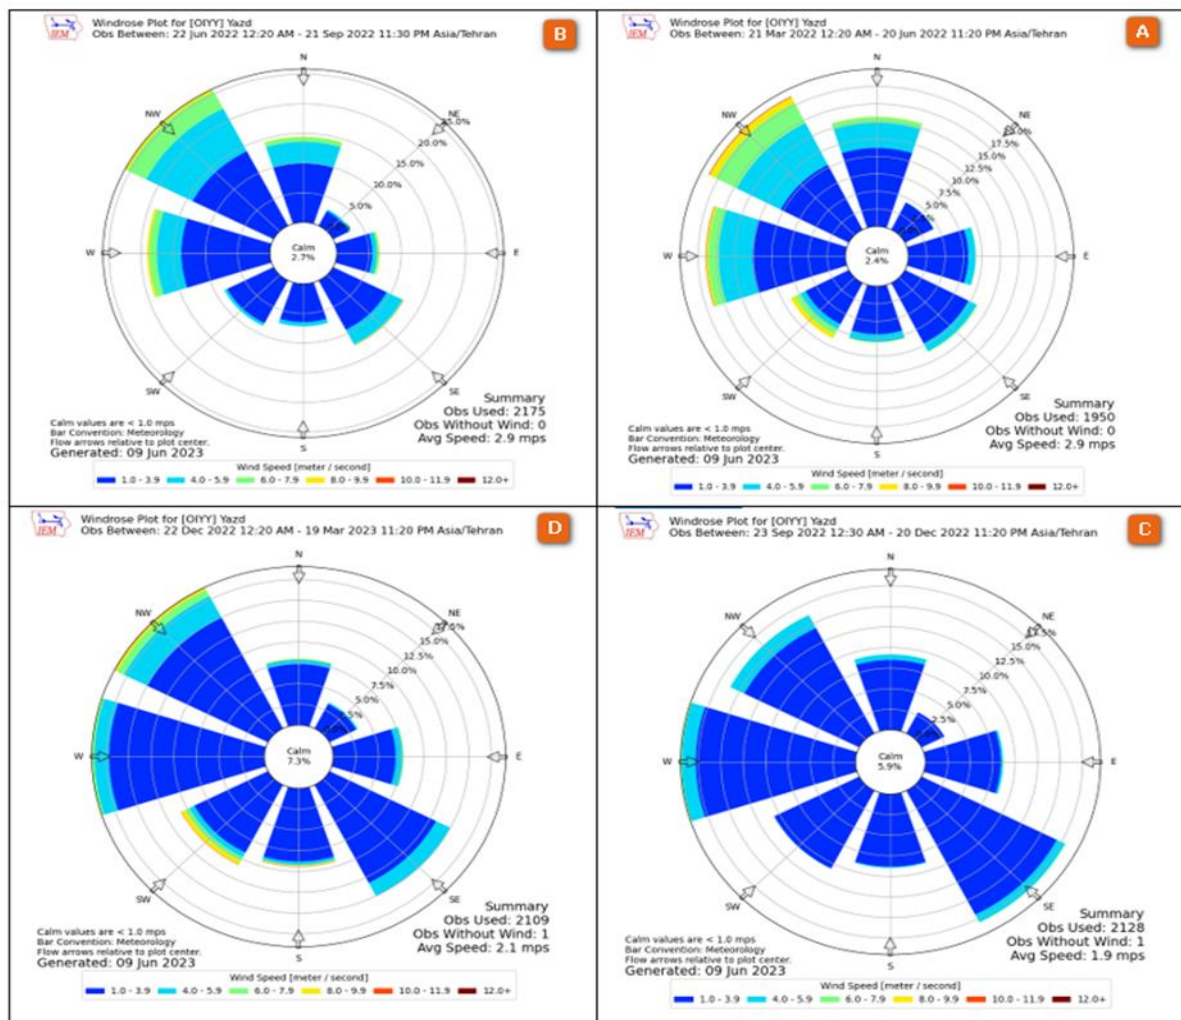 Windrose Plot for [OIYY] Yazd
Obs Between: 22 Jun 2022 12:20 AM - 21 Sep 2022 11:30 PM Asia/Tehran
IEM
B
N
NW
NE
25.0%
20.0%
15.0%
10.0%
5.0%
W
Calm
2.7%
E
SW
SE
S
Summary
Obs Used: 2175
Obs Without Wind: 0
Avg Speed: 2.9 mps
Calm values are < 1.0 mps
Bar Convention: Meteorology
Flow arrows relative to plot center.
Generated: 09 Jun 2023
Wind Speed [meter / second]
1.0 - 3.9 4.0 - 5.9 6.0 - 7.9 8.0 - 9.9 10.0 - 11.9 12.0+
Windrose Plot for [OIYY] Yazd
Obs Between: 21 Mar 2022 12:20 AM - 20 Jun 2022 11:20 PM Asia/Tehran
IEM
A
N
NW
NE
17.5%
15.0%
12.5%
10.0%
7.5%
5.0%
W
Calm
2.4%
E
SW
SE
S
Summary
Obs Used: 1950
Obs Without Wind: 0
Avg Speed: 2.9 mps
Calm values are < 1.0 mps
Bar Convention: Meteorology
Flow arrows relative to plot center.
Generated: 09 Jun 2023
Wind Speed [meter / second]
1.0 - 3.9 4.0 - 5.9 6.0 - 7.9 8.0 - 9.9 10.0 - 11.9 12.0+
Windrose Plot for [OIYY] Yazd
Obs Between: 22 Dec 2022 12:20 AM - 19 Mar 2023 11:20 PM Asia/Tehran
IEM
D
N
NW
NE
17.5%
15.0%
12.5%
10.0%
7.5%
5.0%
2.5%
W
Calm
7.3%
E
SW
SE
S
Summary
Obs Used: 2109
Obs Without Wind: 1
Avg Speed: 2.1 mps
Calm values are < 1.0 mps
Bar Convention: Meteorology
Flow arrows relative to plot center.
Generated: 09 Jun 2023
Wind Speed [meter / second]
1.0 - 3.9 4.0 - 5.9 6.0 - 7.9 8.0 - 9.9 10.0 - 11.9 12.0+
Windrose Plot for [OIYY] Yazd
Obs Between: 23 Sep 2022 12:30 AM - 20 Dec 2022 11:20 PM Asia/Tehran
IEM
C
N
NW
NE
17.5%
15.0%
12.5%
10.0%
7.5%
5.0%
2.5%
W
Calm
5.9%
E
SW
SE
S
Summary
Obs Used: 2128
Obs Without Wind: 1
Avg Speed: 1.9 mps
Calm values are < 1.0 mps
Bar Convention: Meteorology
Flow arrows relative to plot center.
Generated: 09 Jun 2023
Wind Speed [meter / second]
1.0 - 3.9 4.0 - 5.9 6.0 - 7.9 8.0 - 9.9 10.0 - 11.9 12.0+